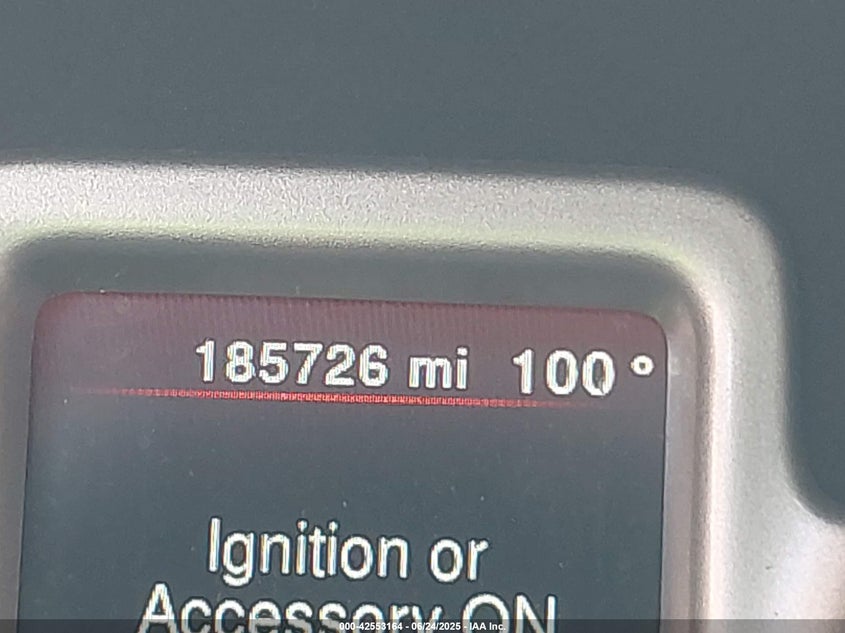 185726 mi 100 °
Ignition or
Accessory ON
000-42553164 - 06/24/2025 - IAA Inc.